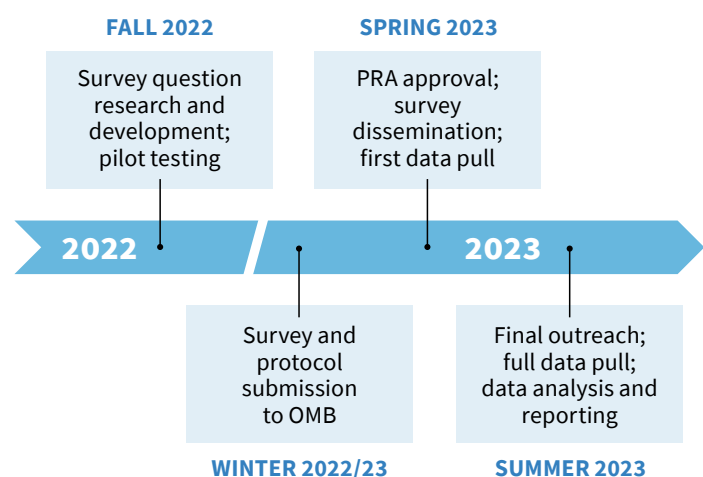 FALL 2022
Survey question
research and
development;
pilot testing
SPRING 2023
PRA approval;
survey
dissemination;
first data pull
2022
2023
Survey and
protocol
submission
to OMB
WINTER 2022/23
Final outreach;
full data pull;
data analysis and
reporting
SUMMER 2023